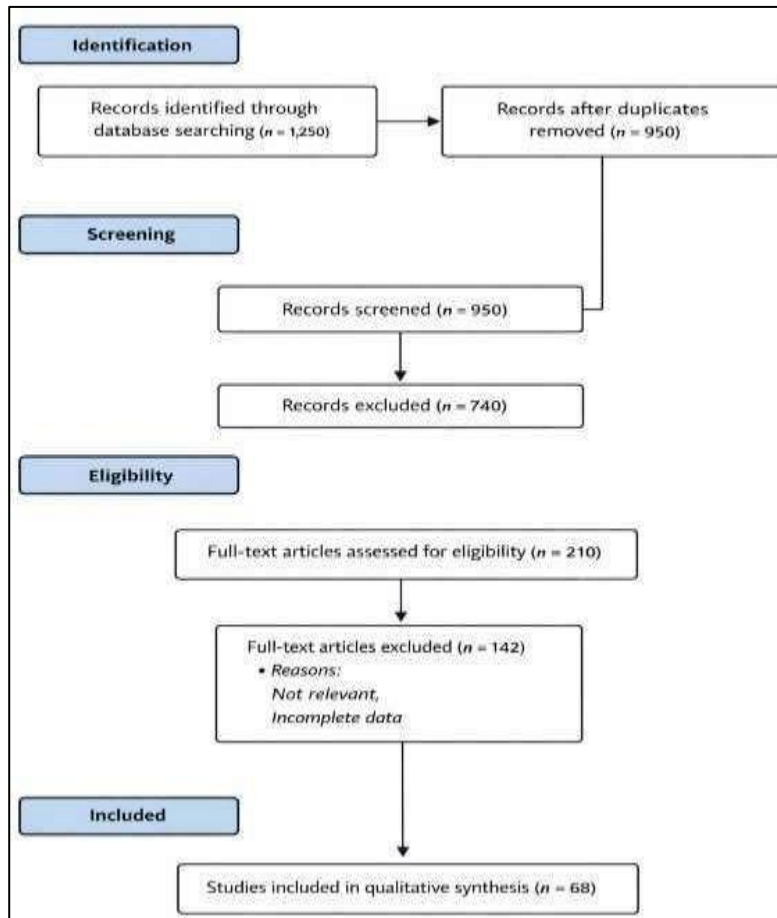 Identification
Records identified through
database searching (n = 1,250)
Records after duplicates
removed (n = 950)
Screening
Records screened (n = 950)
Records excluded (n = 740)
Eligibility
Full-text articles assessed for eligibility (n = 210)
Full-text articles excluded (n = 142)
• Reasons:
Not relevant,
Incomplete data
Included
Studies included in qualitative synthesis (n = 68)